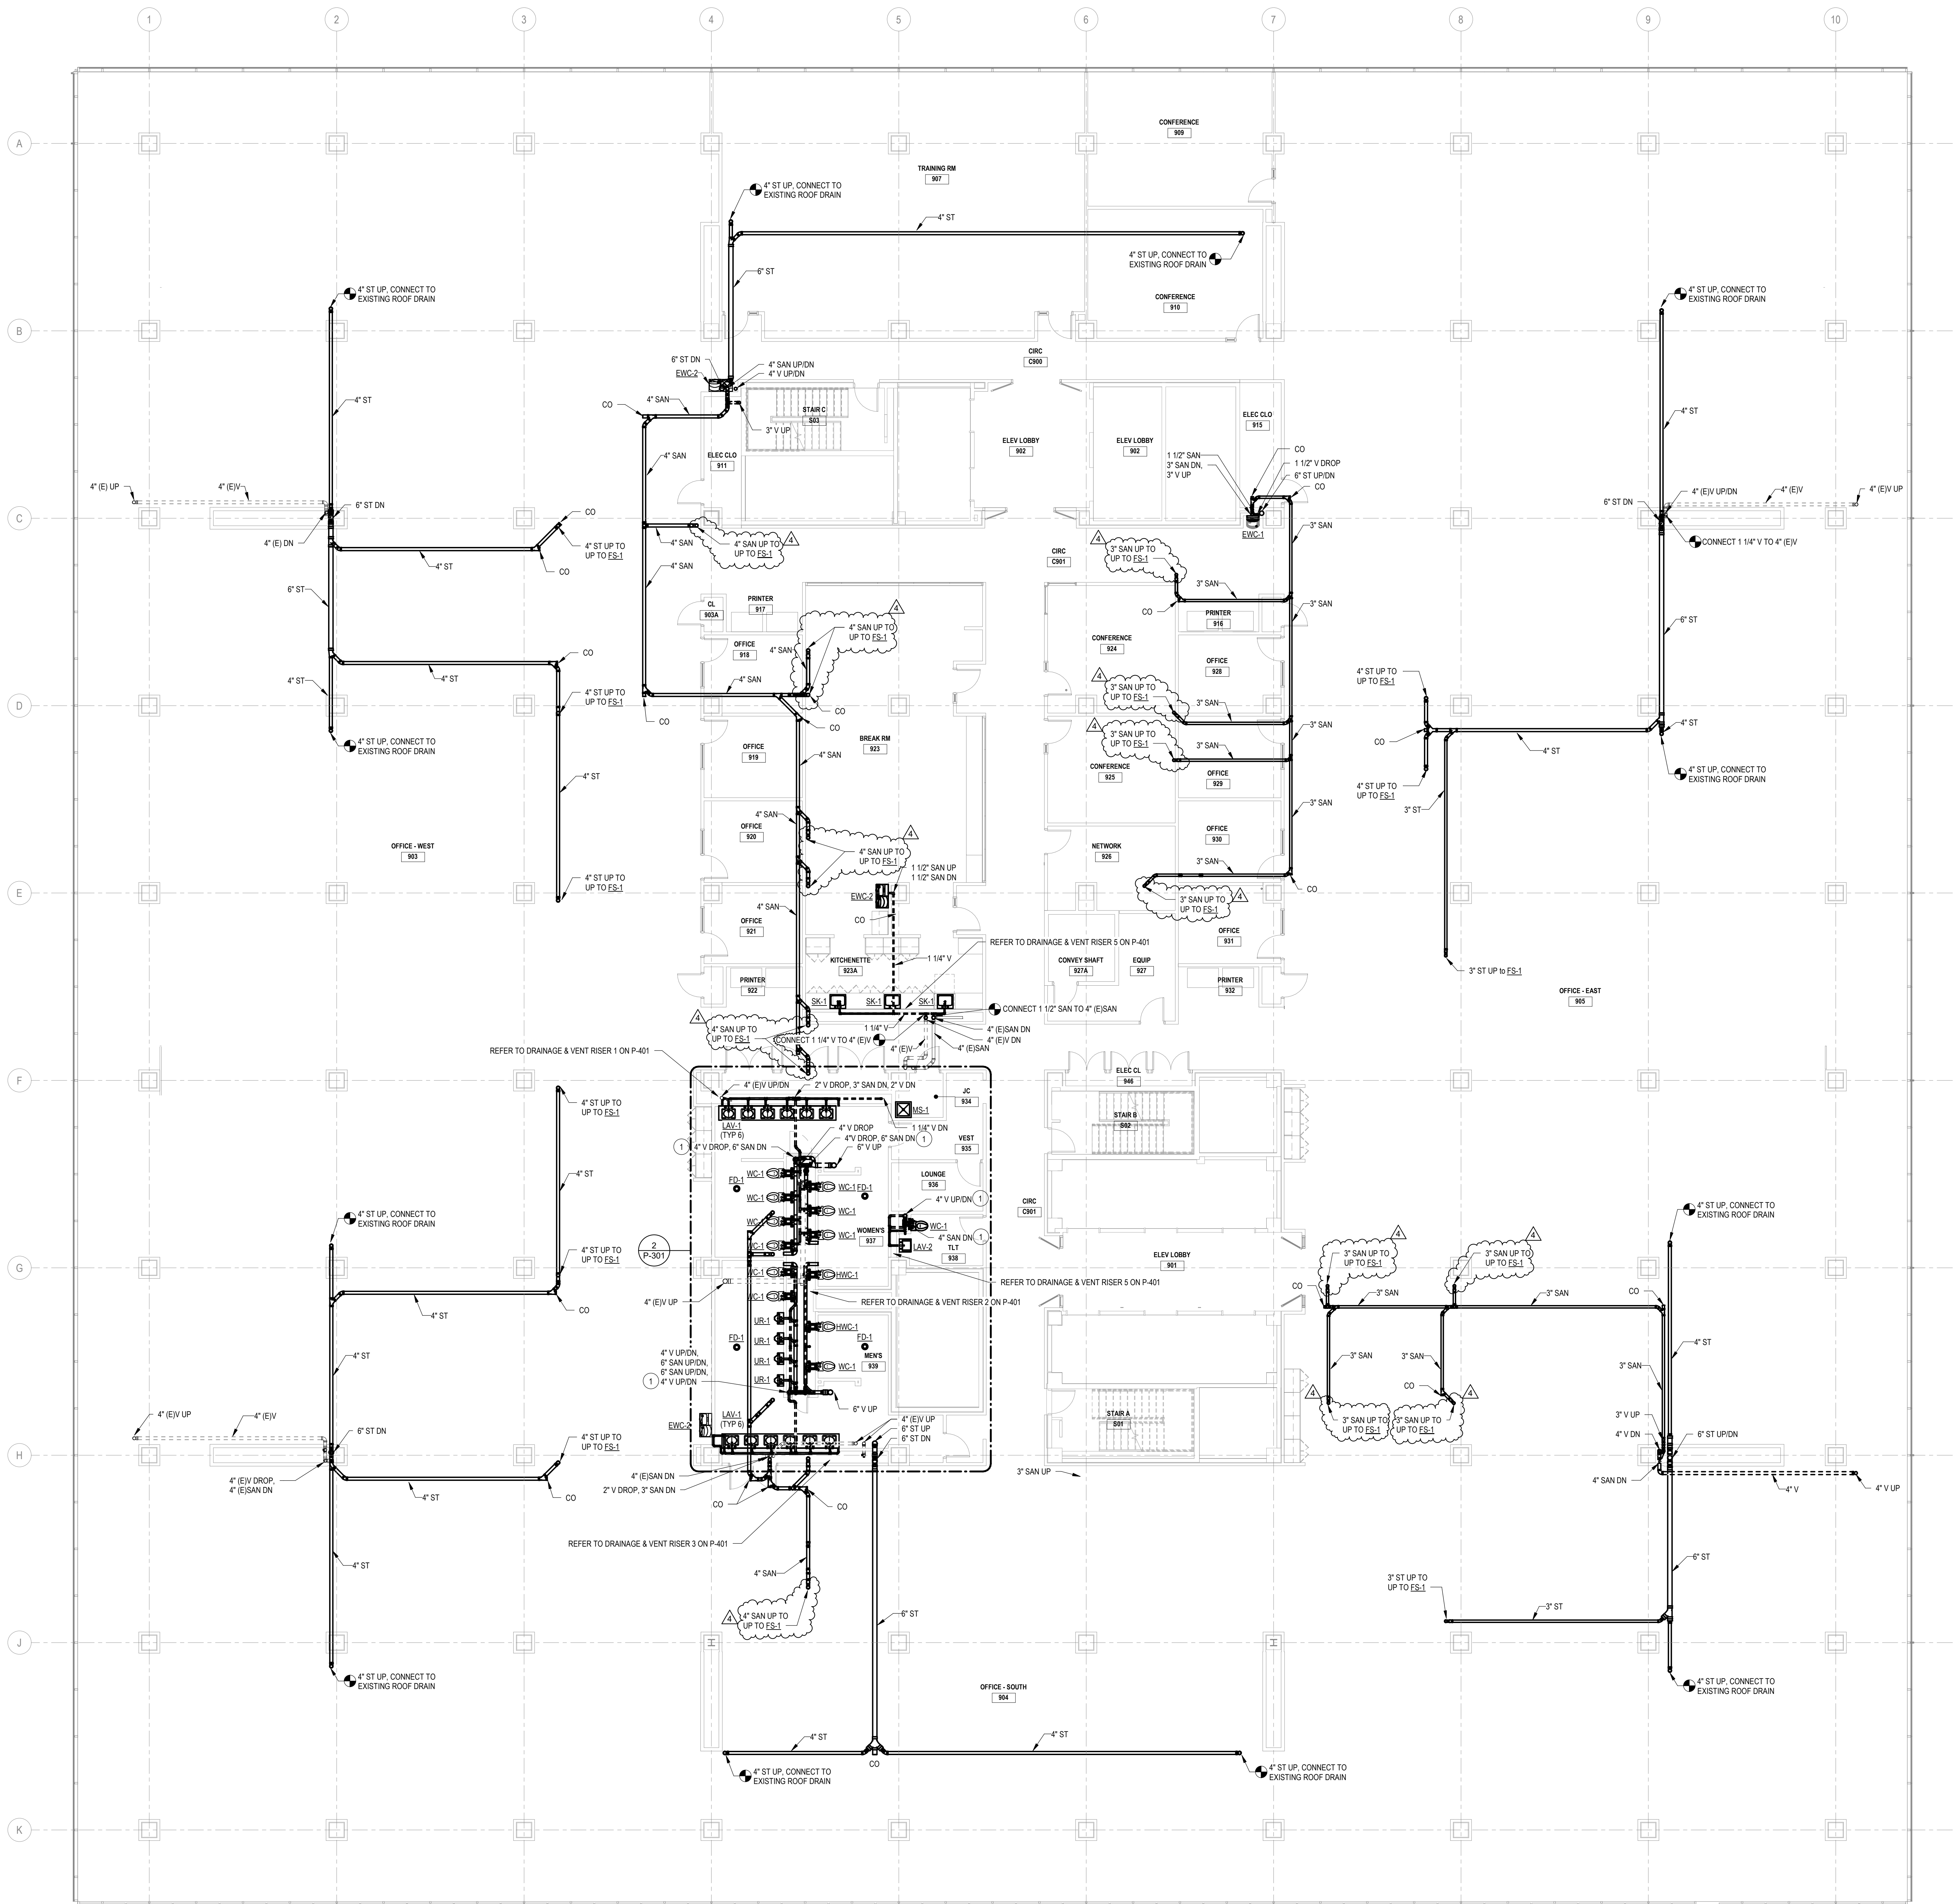 1
2
3
4
5
6
7
8
9
10
A
B
C
D
E
F
G
H
J
K
CONFERENCE
909
TRAINING RM
907
4" ST UP, CONNECT TO
EXISTING ROOF DRAIN
4" ST
4" ST UP, CONNECT TO
EXISTING ROOF DRAIN
6" ST
CONFERENCE
910
4" ST UP, CONNECT TO
EXISTING ROOF DRAIN
4" ST UP, CONNECT TO
EXISTING ROOF DRAIN
CIRC
C900
6" ST DN
EWC-2
4" SAN UP/DN
4" V UP/DN
4" ST
CO
4" SAN
STAIR C
S03
3" V UP
4" ST
ELEC CLO
915
ELEV LOBBY
902
ELEV LOBBY
902
ELEC CLO
911
4" SAN
1 1/2" SAN
3" SAN DN,
3" V UP
CO
1 1/2" V DROP
6" ST UP/DN
CO
4" (E) UP
4" (E)V
6" ST DN
4" (E) DN
CO
4" ST UP TO
UP TO FS-1
CO
4" ST
6" ST DN
4" (E)V UP/DN
4" (E)V
4" (E)V UP
CONNECT 1 1/4" V TO 4" (E)V
3" SAN
EWC-1
4" SAN
4" SAN UP TO
UP TO FS-1
4
CIRC
C901
4
3" SAN UP TO
UP TO FS-1
4" SAN
3" SAN
CO
3" SAN
6" ST
CL
903A
PRINTER
917
4
4" SAN UP TO
UP TO FS-1
PRINTER
916
6" ST
OFFICE
918
4" SAN
CONFERENCE
924
OFFICE
928
CO
4" ST
4" ST
4" ST UP TO
UP TO FS-1
4" SAN
CO
CO
CO
4
3" SAN UP TO
UP TO FS-1
3" SAN
4" ST UP TO
UP TO FS-1
4" ST UP, CONNECT TO
EXISTING ROOF DRAIN
4" ST
OFFICE
919
BREAK RM
923
4" SAN
4
3" SAN UP TO
UP TO FS-1
3" SAN
3" SAN
CONFERENCE
925
OFFICE
929
CO
4" ST
4" ST
4" ST UP, CONNECT TO
EXISTING ROOF DRAIN
4" ST UP TO
UP TO FS-1
3" ST
OFFICE - WEST
903
4" SAN
OFFICE
920
4
4" SAN UP TO
UP TO FS-1
OFFICE
930
3" SAN
NETWORK
926
3" SAN
4" ST UP TO
UP TO FS-1
1 1/2" SAN UP
1 1/2" SAN DN
EWC-2
CO
CO
3" SAN UP TO
UP TO FS-1
4
OFFICE
921
4" SAN
OFFICE
931
REFER TO DRAINAGE & VENT RISER 5 ON P-401
KITCHENETTE
923A
1 1/4" V
CONVEY SHAFT
927A
EQUIP
927
3" ST UP to FS-1
PRINTER
922
PRINTER
932
OFFICE - EAST
905
SK-1
SK-1
SK-1
CONNECT 1 1/2" SAN TO 4" (E)SAN
4
4" SAN UP TO
UP TO FS-1
1 1/4" V
CONNECT 1 1/4" V TO 4" (E)V
4" (E)V
4" (E)SAN DN
4" (E)V DN
4" (E)SAN
REFER TO DRAINAGE & VENT RISER 1 ON P-401
ELEC CL
946
4" ST UP TO
UP TO FS-1
4" (E)V UP/DN
2" V DROP, 3" SAN DN, 2" V DN
JC
934
MS-1
LAV-1
(TYP 6)
1 1/4" V DN
STAIR B
S02
4" V DROP
4"V DROP, 6" SAN DN
1
6" V UP
1
4" V DROP, 6" SAN DN
VEST
935
4" ST
FD-1
WC-1
WC-1
FD-1
LOUNGE
936
WC-1
4" V UP/DN
1
WC-1
WC-1
WC-1
WOMEN'S
937
WC-1
4" SAN DN
1
CIRC
C901
WC-1
WC-1
LAV-2
TLT
938
2
P-301
ELEV LOBBY
901
4" ST UP, CONNECT TO
EXISTING ROOF DRAIN
4" ST UP TO
UP TO FS-1
WC-1
HWC-1
REFER TO DRAINAGE & VENT RISER 5 ON P-401
4" (E)V UP
WC-1
REFER TO DRAINAGE & VENT RISER 2 ON P-401
4" ST
CO
4
3" SAN UP TO
UP TO FS-1
4
3" SAN UP TO
UP TO FS-1
CO
3" SAN
3" SAN
CO
4" ST UP, CONNECT TO
EXISTING ROOF DRAIN
UR-1
HWC-1
FD-1
UR-1
FD-1
MEN'S
939
4" V UP/DN,
6" SAN UP/DN,
6" SAN UP/DN,
4" V UP/DN
1
UR-1
WC-1
UR-1
4" ST
3" SAN
3" SAN
CO
3" SAN
4" ST
6" V UP
4
4
3" SAN UP TO
UP TO FS-1
3" SAN UP TO
UP TO FS-1
EWC-2
LAV-1
(TYP 6)
STAIR A
S01
4" (E)V UP
4" (E)V
6" ST DN
4" (E)V UP
6" ST UP
6" ST DN
3" V UP
4" V DN
6" ST UP/DN
4" SAN DN
4" V
4" V UP
4" ST UP TO
UP TO FS-1
4" (E)V DROP,
4" (E)SAN DN
4" ST
CO
4" (E)SAN DN
2" V DROP, 3" SAN DN
CO
CO
3" SAN UP
REFER TO DRAINAGE & VENT RISER 3 ON P-401
4" ST
4" SAN
4
4" SAN UP TO
UP TO FS-1
6" ST
3" ST UP TO
UP TO FS-1
3" ST
6" ST
4" ST UP, CONNECT TO
EXISTING ROOF DRAIN
OFFICE - SOUTH
904
4" ST UP, CONNECT TO
EXISTING ROOF DRAIN
4" ST
4" ST
CO
4" ST UP, CONNECT TO
EXISTING ROOF DRAIN
4" ST UP, CONNECT TO
EXISTING ROOF DRAIN